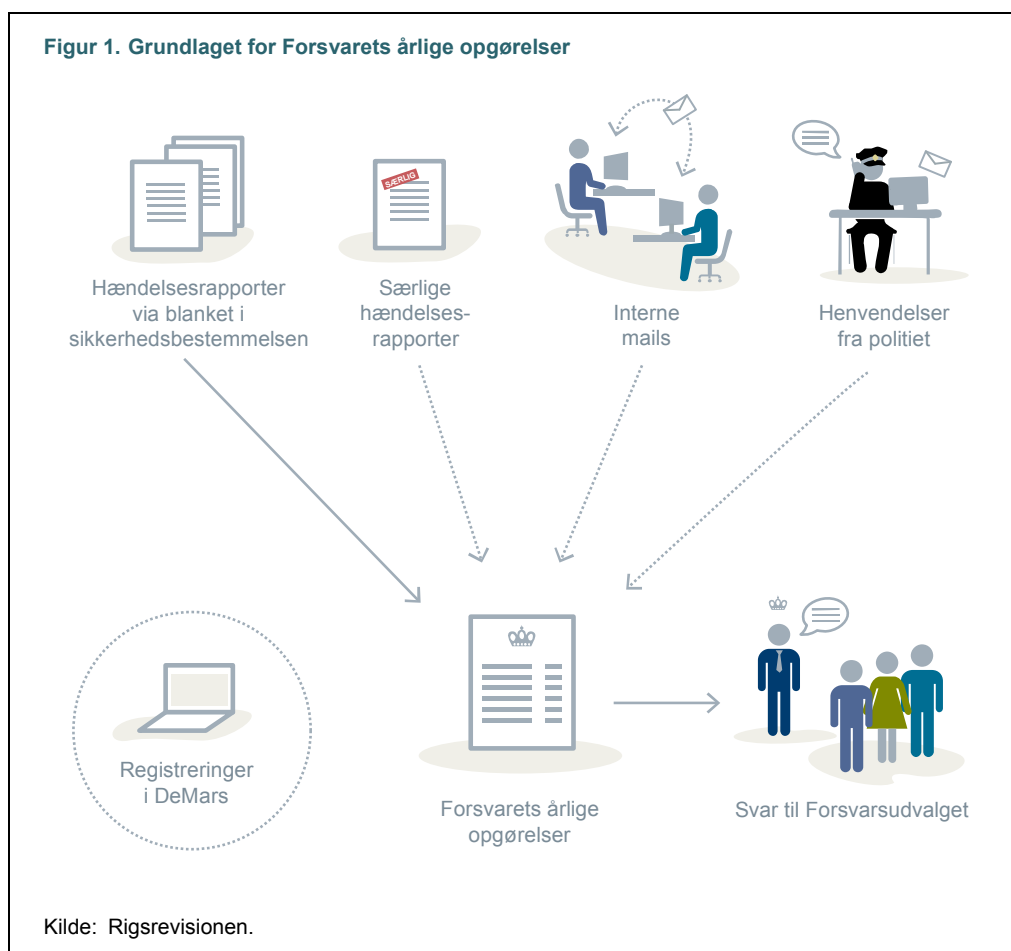 Figur 1. Grundlaget for Forsvarets årlige opgørelser
SÆRLIG
Hændelsesrapporter
via blanket i
sikkerhedsbestemmelsen
Særlige
hændelses-
rapporter
Interne
mails
Henvendelser
fra politiet
Registreringer
i DeMars
Forsvarets årlige
opgørelser
Svar til Forsvarsudvalget
Kilde: Rigsrevisionen.